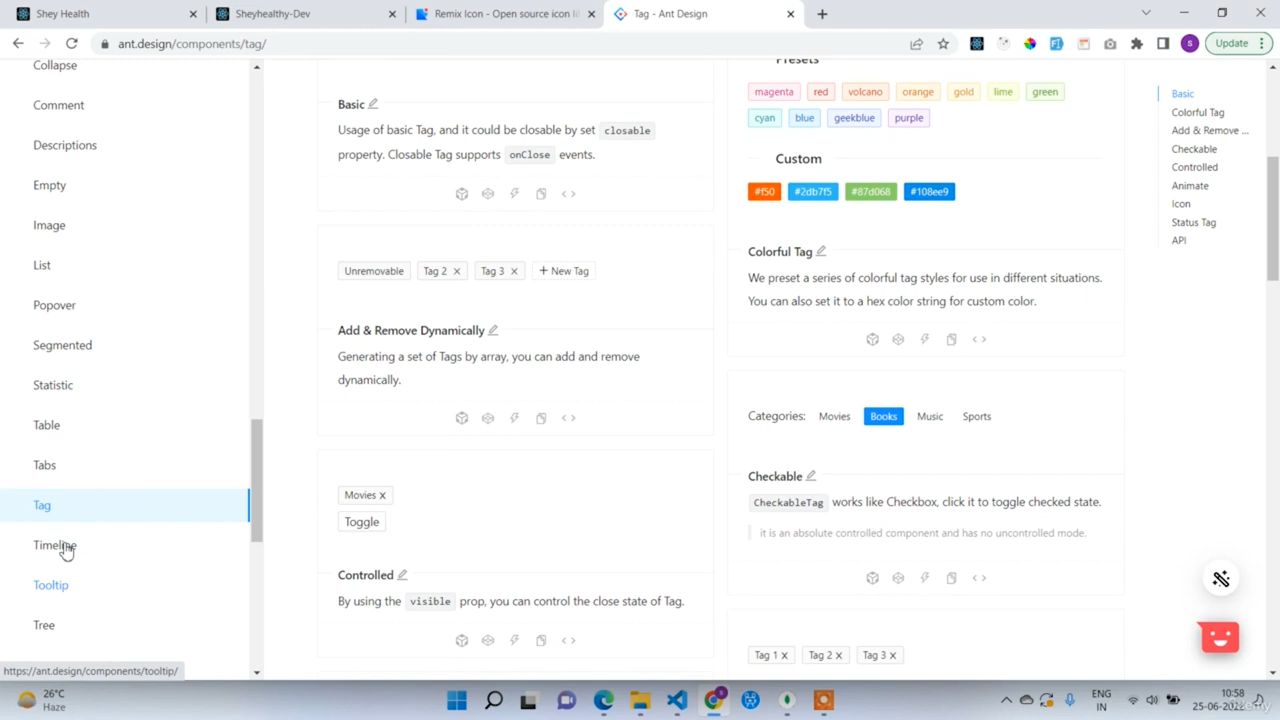 Shey Health
Sheyhealthy-Dev
Remix Icon - Open source icon li
Tag - Ant Design
ant.design/components/tag/
Update
Collapse
Comment
Descriptions
Empty
Image
List
Popover
Segmented
Statistic
Table
Tabs
Tag
Timeline
Tooltip
Tree
https://ant.design/components/tooltip/
Basic
Usage of basic Tag, and it could be closable by set closable
property. Closable Tag supports onClose events.
Unremovable Tag 2 × Tag 3 × + New Tag
Add & Remove Dynamically
Generating a set of Tags by array, you can add and remove
dynamically.
Movies ×
Toggle
Controlled
By using the visible prop, you can control the close state of Tag.
Presets
magenta red volcano orange gold lime green
cyan blue geekblue purple
Custom
#f50 #2db7f5 #87d068 #108ee9
Colorful Tag
We preset a series of colorful tag styles for use in different situations.
You can also set it to a hex color string for custom color.
Categories: Movies Books Music Sports
Checkable
CheckableTag works like Checkbox, click it to toggle checked state.
it is an absolute controlled component and has no uncontrolled mode.
Tag 1 × Tag 2 × Tag 3 ×
Basic
Colorful Tag
Add & Remove ...
Checkable
Controlled
Animate
Icon
Status Tag
API
26°C
Haze
ENG
IN
10:58